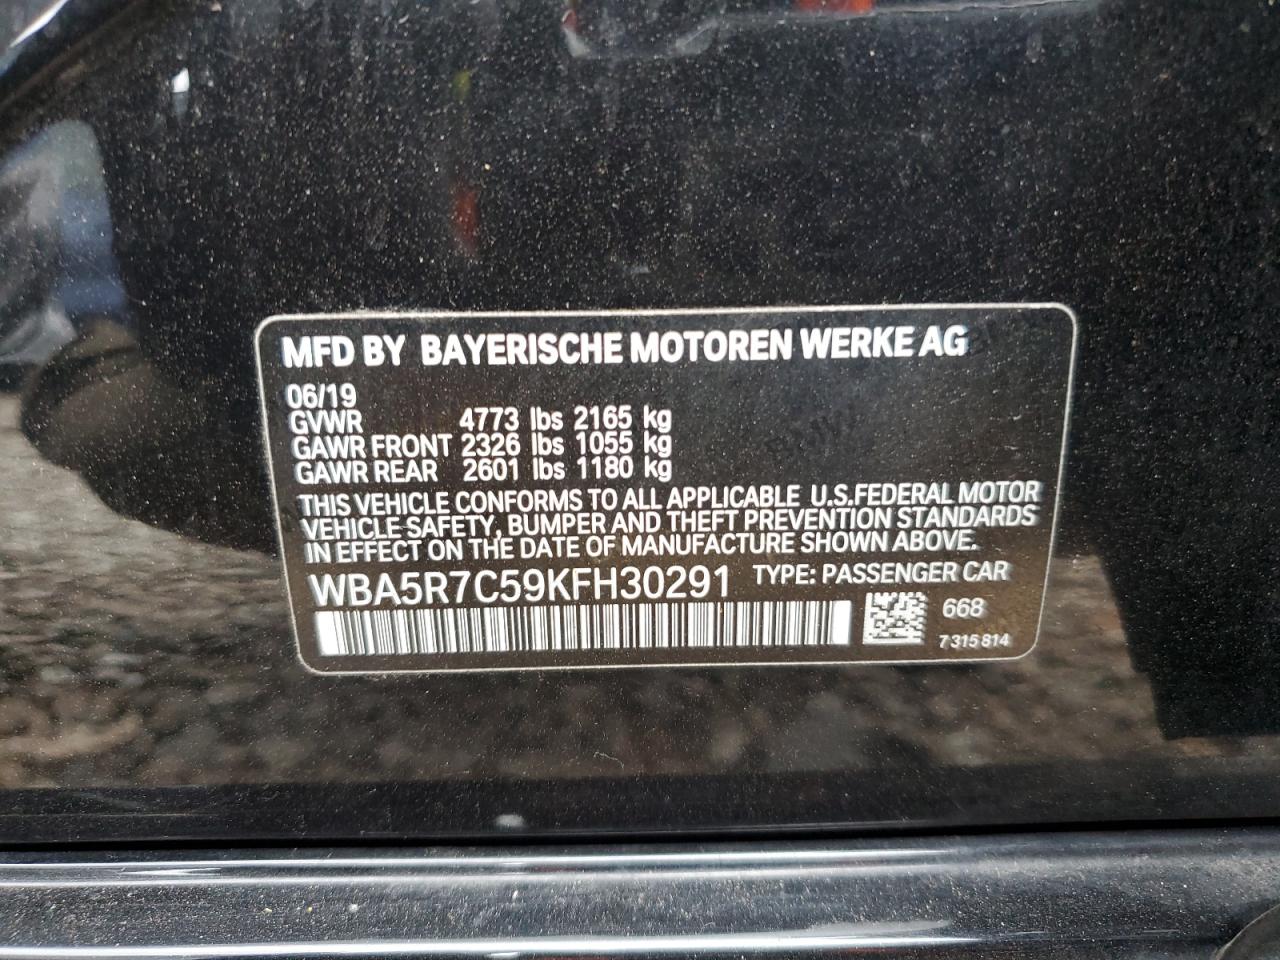 MFD BY BAYERISCHE MOTOREN WERKE AG
06/19
GVWR 4773 lbs 2165 kg
GAWR FRONT 2326 lbs 1055 kg
GAWR REAR 2601 lbs 1180 kg
THIS VEHICLE CONFORMS TO ALL APPLICABLE U.S.FEDERAL MOTOR
VEHICLE SAFETY, BUMPER AND THEFT PREVENTION STANDARDS
IN EFFECT ON THE DATE OF MANUFACTURE SHOWN ABOVE.
WBA5R7C59KFH30291 TYPE: PASSENGER CAR
668
7 315 814